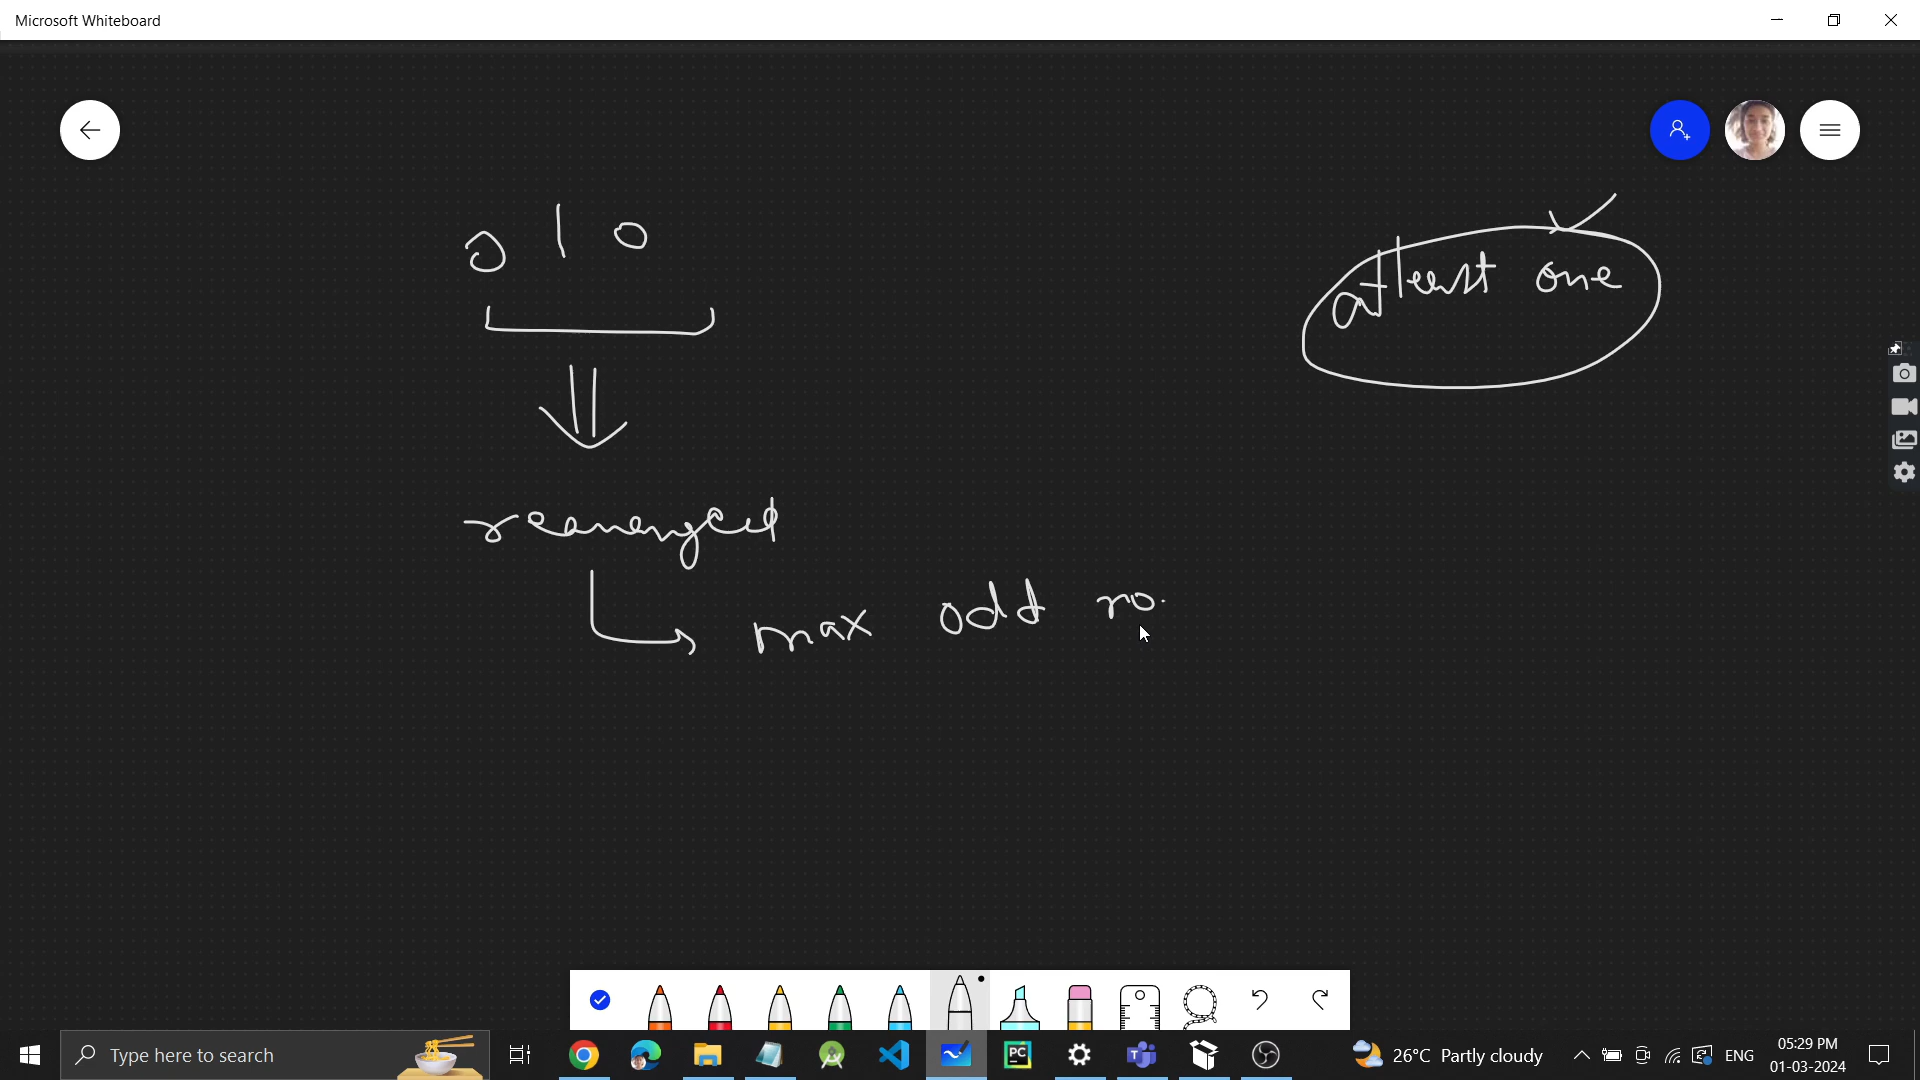 Microsoft Whiteboard
0 1 0
atleast one
rearranged
max odd no.
PC
Type here to search
26°C Partly cloudy
ENG
05:29 PM
01-03-2024